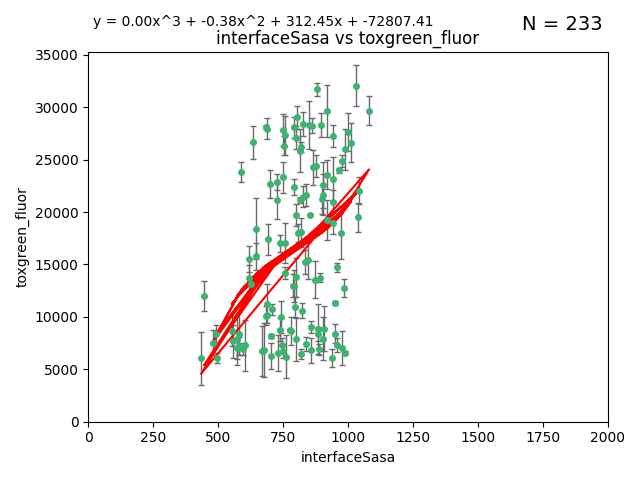 y = 0.00x^3 + -0.38x^2 + 312.45x + -72807.41
N = 233
interfaceSasa vs toxgreen_fluor
35000
30000
25000
20000
15000
10000
5000
0
toxgreen_fluor
0 250 500 750 1000 1250 1500 1750 2000
interfaceSasa